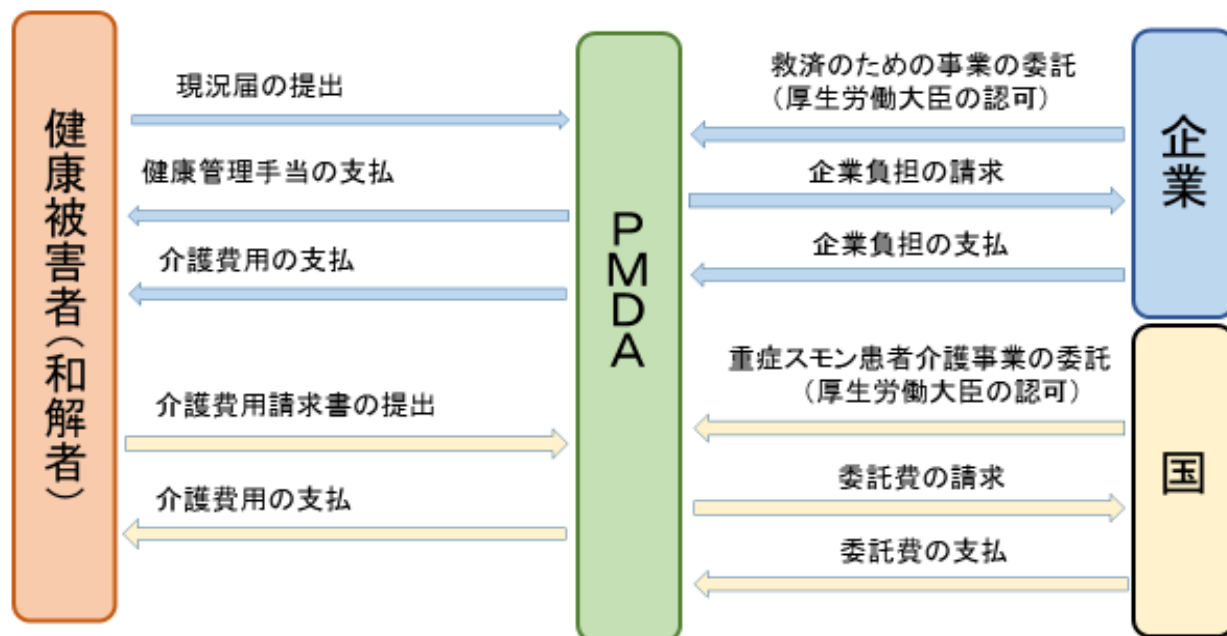 健康被害者(和解者)
現況届の提出
健康管理手当の支払
介護費用の支払
介護費用請求書の提出
介護費用の支払
PMDA
救済のための事業の委託
(厚生労働大臣の認可)
企業負担の請求
企業負担の支払
重症スモン患者介護事業の委託
(厚生労働大臣の認可)
委託費の請求
委託費の支払
企業
国